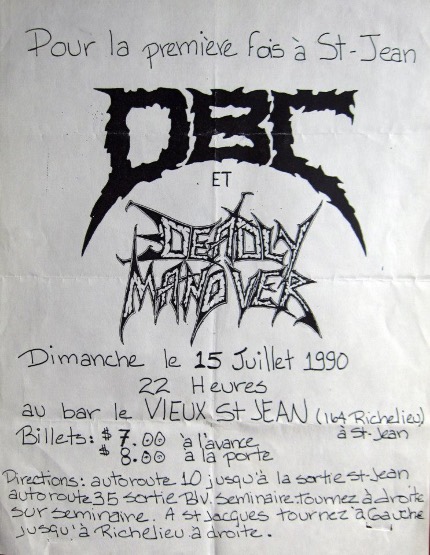 Pour la première fois à St-Jean
DBC
ET
DEADLY
MANOVER
Dimanche le 15 Juillet 1990
22 Heures
au bar le VIEUX St JEAN (164 Richelieu)
à St-Jean
Billets: $7.00 à l'avance
$8.00 à la porte
Directions: autoroute 10 jusqu'à la sortie St-Jean
autoroute 35 sortie Blv. Seminaire tournez à droite
sur seminaire. A St Jacques tournez à Gauche
jusqu'à Richelieu à droite.